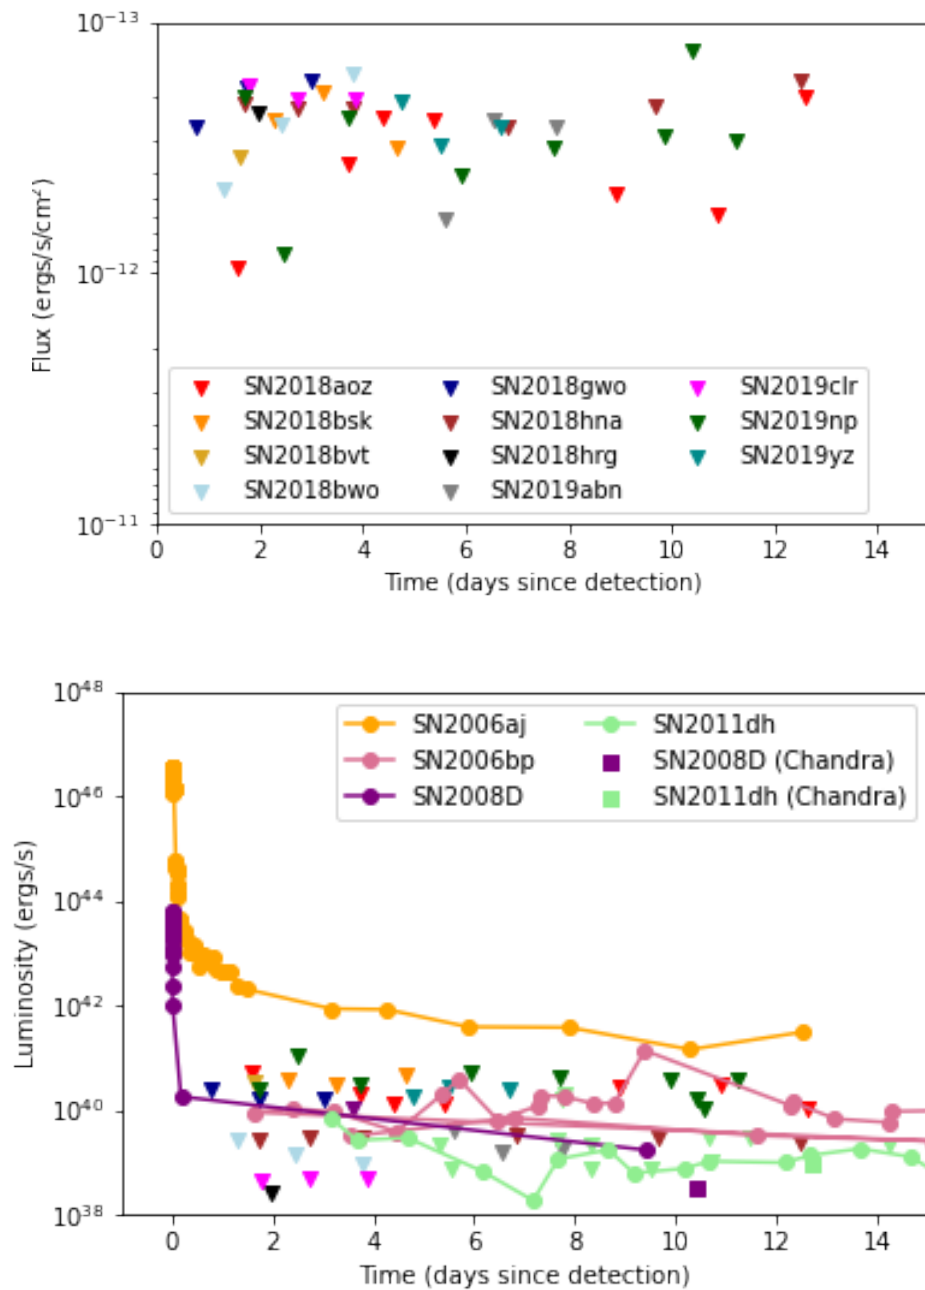 10⁻¹³
10⁻¹²
10⁻¹¹
Flux (ergs/s/cm²)
SN2018aoz SN2018gwo SN2019clr
SN2018bsk SN2018hna SN2019np
SN2018bvt SN2018hrg SN2019yz
SN2018bwo SN2019abn
0 2 4 6 8 10 12 14
Time (days since detection)
10⁴⁸
10⁴⁶
10⁴⁴
10⁴²
10⁴⁰
10³⁸
Luminosity (ergs/s)
SN2006aj SN2011dh
SN2006bp SN2008D (Chandra)
SN2008D SN2011dh (Chandra)
0 2 4 6 8 10 12 14
Time (days since detection)